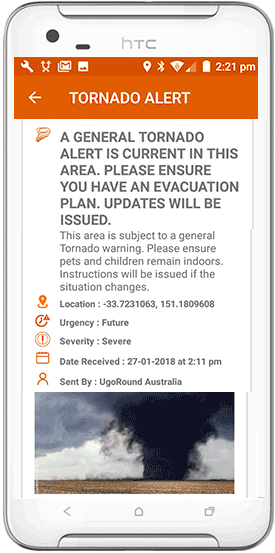 hTC
2:21 pm
TORNADO ALERT
A GENERAL TORNADO
ALERT IS CURRENT IN THIS
AREA. PLEASE ENSURE
YOU HAVE AN EVACUATION
PLAN. UPDATES WILL BE
ISSUED.
This area is subject to a general
Tornado warning. Please ensure
pets and children remain indoors.
Instructions will be issued if the
situation changes.
Location : -33.7231063, 151.1809608
Urgency : Future
Severity : Severe
Date Received : 27-01-2018 at 2:11 pm
Sent By : UgoRound Australia